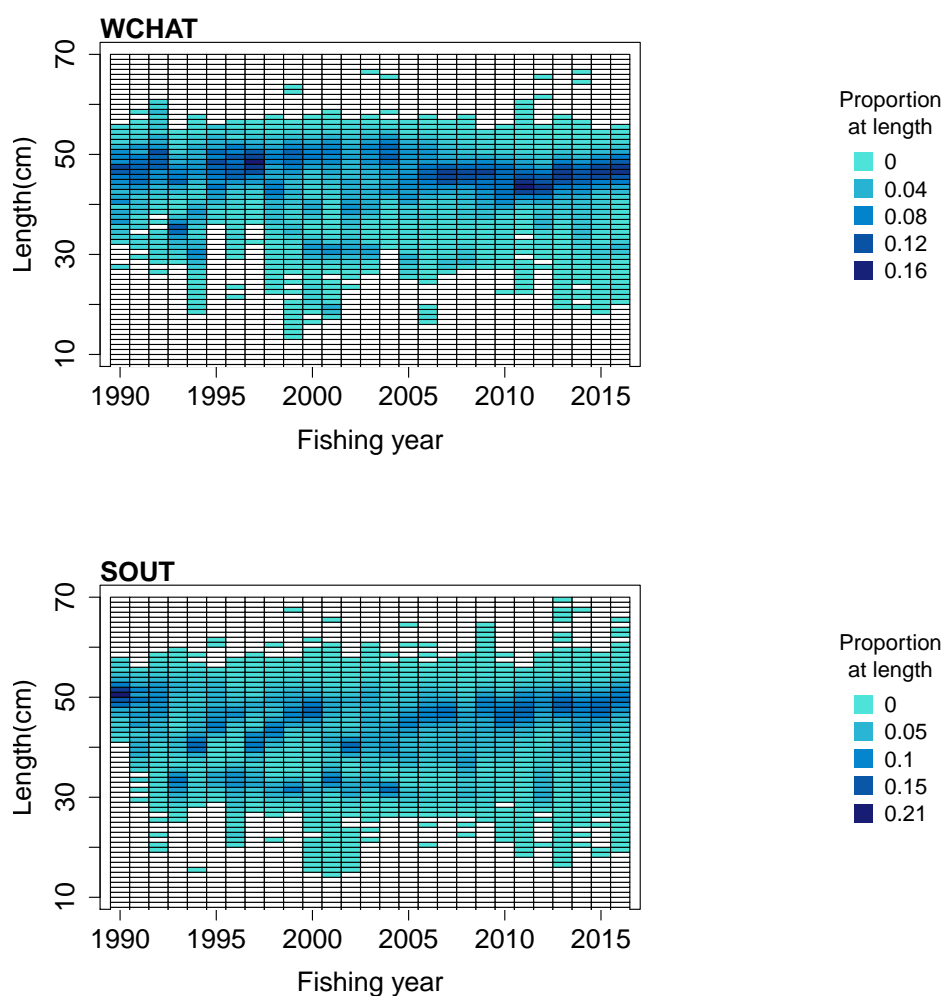 WCHAT
70
50
30
10
Length(cm)
1990 1995 2000 2005 2010 2015
Fishing year
Proportion
at length
0
0.04
0.08
0.12
0.16
SOUT
70
50
30
10
Length(cm)
1990 1995 2000 2005 2010 2015
Fishing year
Proportion
at length
0
0.05
0.1
0.15
0.21